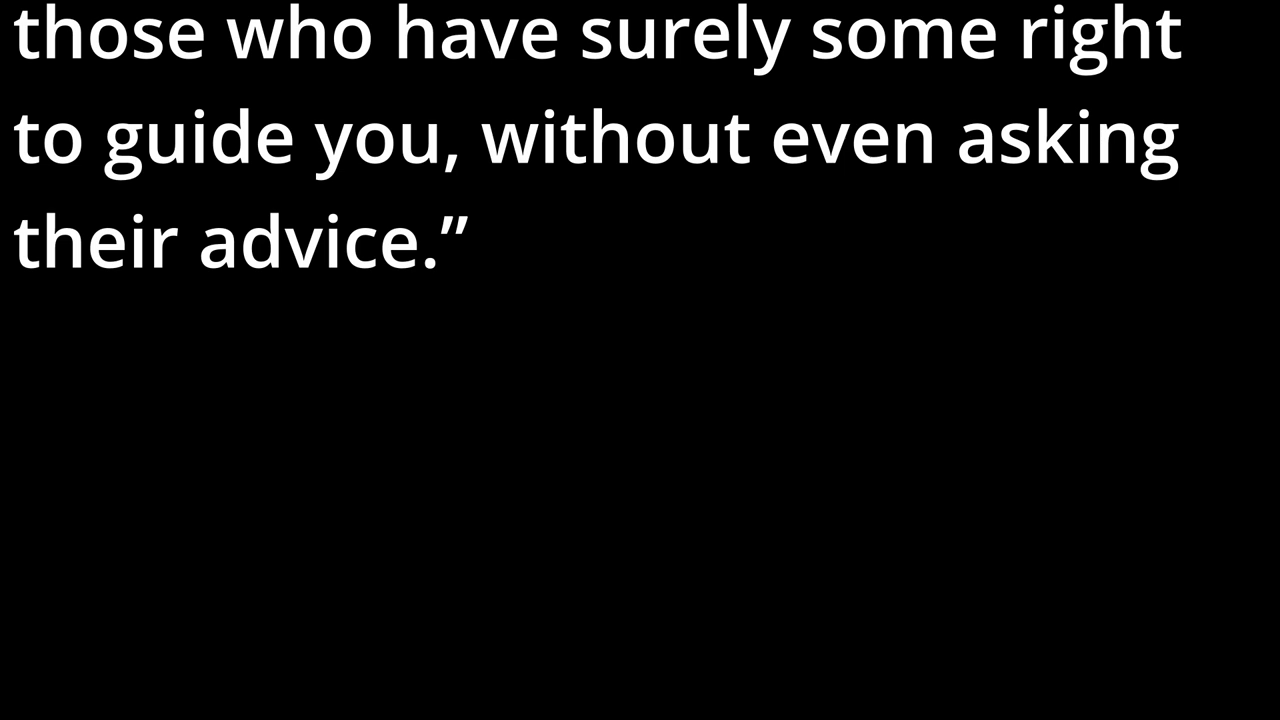 those who have surely some right
to guide you, without even asking
their advice.”